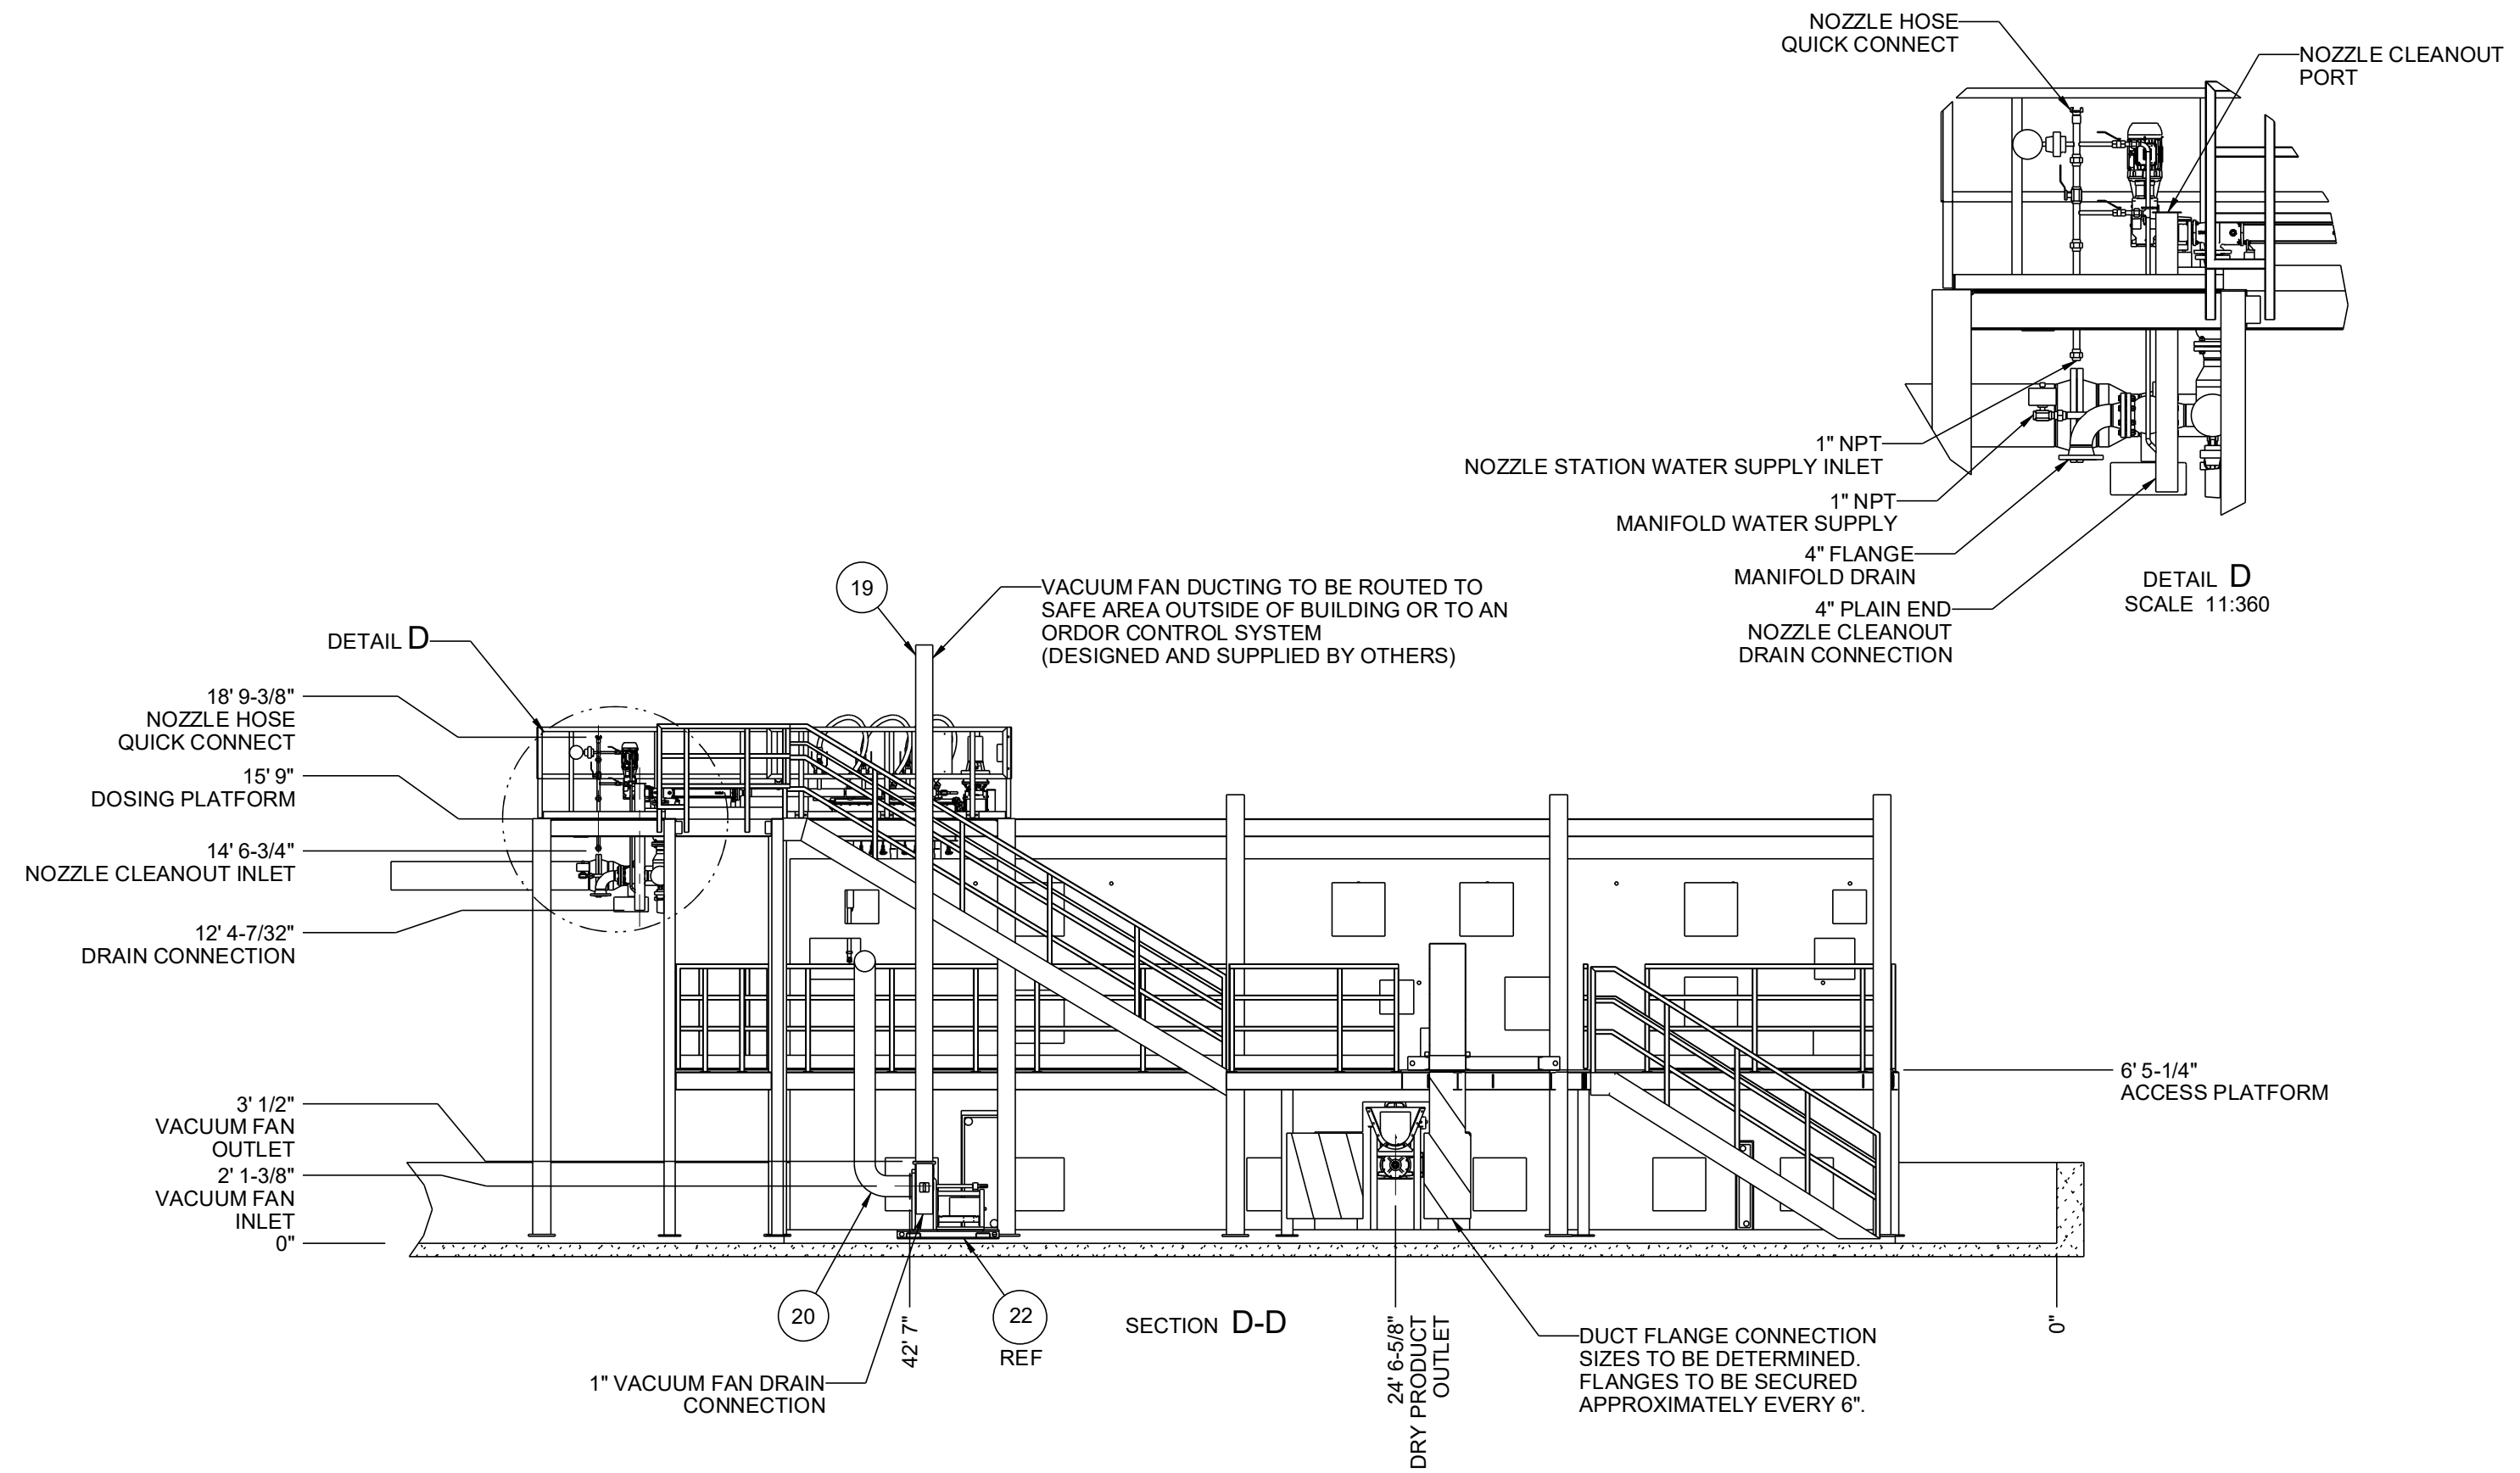 NOZZLE HOSE
QUICK CONNECT
NOZZLE CLEANOUT
PORT
1" NPT
NOZZLE STATION WATER SUPPLY INLET
1" NPT
MANIFOLD WATER SUPPLY
4" FLANGE
MANIFOLD DRAIN
4" PLAIN END
NOZZLE CLEANOUT
DRAIN CONNECTION
DETAIL D
SCALE 11:360
19
VACUUM FAN DUCTING TO BE ROUTED TO
SAFE AREA OUTSIDE OF BUILDING OR TO AN
ORDOR CONTROL SYSTEM
(DESIGNED AND SUPPLIED BY OTHERS)
DETAIL D
18' 9-3/8"
NOZZLE HOSE
QUICK CONNECT
15' 9"
DOSING PLATFORM
14' 6-3/4"
NOZZLE CLEANOUT INLET
12' 4-7/32"
DRAIN CONNECTION
3' 1/2"
VACUUM FAN
OUTLET
2' 1-3/8"
VACUUM FAN
INLET
0"
6' 5-1/4"
ACCESS PLATFORM
20
42' 7"
22
REF
SECTION D-D
24' 6-5/8"
DRY PRODUCT
OUTLET
0"
1" VACUUM FAN DRAIN
CONNECTION
DUCT FLANGE CONNECTION
SIZES TO BE DETERMINED.
FLANGES TO BE SECURED
APPROXIMATELY EVERY 6".